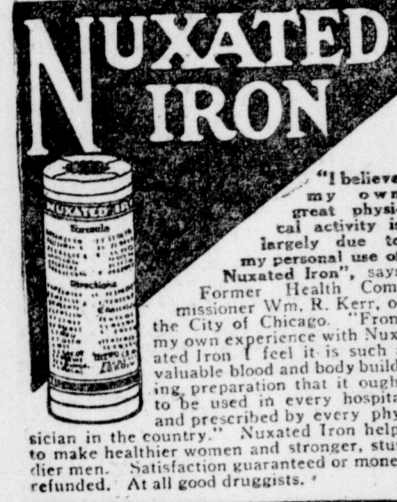 NUXATED
IRON
NUXATED
Formula
Directions
"I believe
my own
great physi-
cal activity is
largely due to
my personal use of
Nuxated Iron", says
Former Health Com-
missioner Wm. R. Kerr, of
the City of Chicago. "From
my own experience with Nux-
ated Iron I feel it is such
valuable blood and body build-
ing preparation that it ough
to be used in every hospita
and prescribed by every phy
sician in the country." Nuxated Iron help
to make healthier women and stronger, stur
dier men. Satisfaction guaranteed or mone
refunded. At all good druggists.